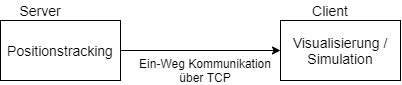 Server
Client
Positionstracking
Ein-Weg Kommunikation
über TCP
Visualisierung /
Simulation